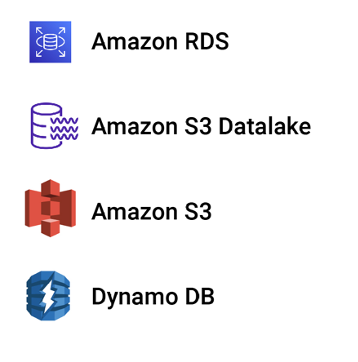 Amazon RDS
Amazon S3 Datalake
Amazon S3
Dynamo DB